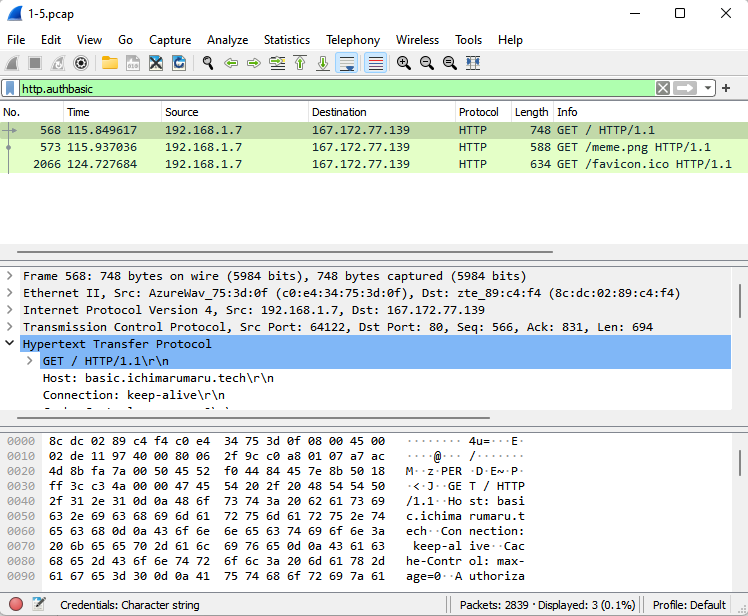 1-5.pcap
File Edit View Go Capture Analyze Statistics Telephony Wireless Tools Help
http.authbasic
No. Time Source Destination Protocol Length Info
568 115.849617 192.168.1.7 167.172.77.139 HTTP 748 GET / HTTP/1.1
573 115.937036 192.168.1.7 167.172.77.139 HTTP 588 GET /meme.png HTTP/1.1
2066 124.727684 192.168.1.7 167.172.77.139 HTTP 634 GET /favicon.ico HTTP/1.1
Frame 568: 748 bytes on wire (5984 bits), 748 bytes captured (5984 bits)
Ethernet II, Src: AzureWav_75:3d:0f (c0:e4:34:75:3d:0f), Dst: zte_89:c4:f4 (8c:dc:02:89:c4:f4)
Internet Protocol Version 4, Src: 192.168.1.7, Dst: 167.172.77.139
Transmission Control Protocol, Src Port: 64122, Dst Port: 80, Seq: 566, Ack: 831, Len: 694
Hypertext Transfer Protocol
GET / HTTP/1.1\r\n
Host: basic.ichimarumaru.tech\r\n
Connection: keep-alive\r\n
0000 8c dc 02 89 c4 f4 c0 e4 34 75 3d 0f 08 00 45 00 ········ 4u=···E·
0010 02 de 11 97 40 00 80 06 2f 9c c0 a8 01 07 a7 ac ····@··· /·······
0020 4d 8b fa 7a 00 50 45 52 f0 44 84 45 7e 8b 50 18 M··z·PER ·D·E~·P·
0030 ff 3c c3 4a 00 00 47 45 54 20 2f 20 48 54 54 50 ·<·J··GE T / HTTP
0040 2f 31 2e 31 0d 0a 48 6f 73 74 3a 20 62 61 73 69 /1.1··Ho st: basi
0050 63 2e 69 63 68 69 6d 61 72 75 6d 61 72 75 2e 74 c.ichima rumaru.t
0060 65 63 68 0d 0a 43 6f 6e 6e 65 63 74 69 6f 6e 3a ech··Con nection:
0070 20 6b 65 65 70 2d 61 6c 69 76 65 0d 0a 43 61 63 keep-al ive··Cac
0080 68 65 2d 43 6f 6e 74 72 6f 6c 3a 20 6d 61 78 2d he-Contr ol: max-
0090 61 67 65 3d 30 0d 0a 41 75 74 68 6f 72 69 7a 61 age=0··A uthoriza
Credentials: Character string Packets: 2839 · Displayed: 3 (0.1%) Profile: Default